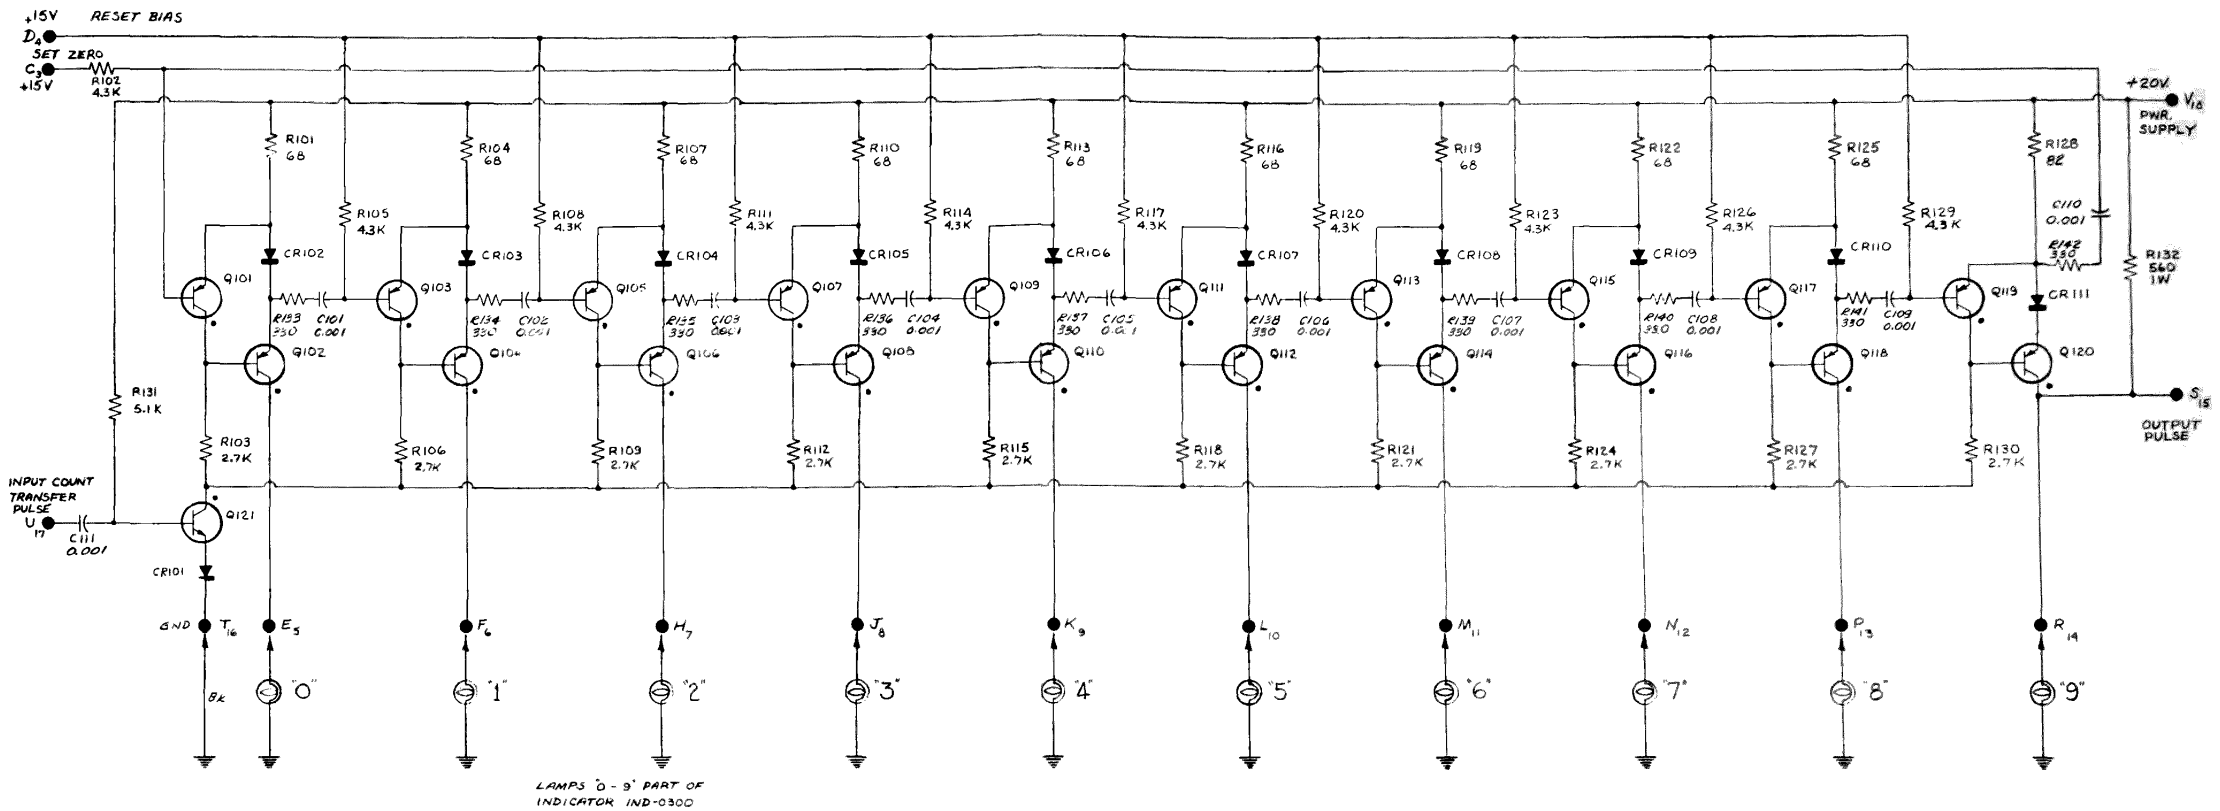 +15V RESET BIAS
D4
SET ZERO
C3
+15V
R102
4.3K
+20V
V18
PWR.
SUPPLY
R101
68
R104
68
R107
68
R110
68
R113
68
R116
68
R119
68
R122
68
R125
68
R128
82
R105
4.3K
R108
4.3K
R111
4.3K
R114
4.3K
R117
4.3K
R120
4.3K
R123
4.3K
R126
4.3K
R129
4.3K
C110
0.001
R142
330
R132
560
1W
CR102
CR103
CR104
CR105
CR106
CR107
CR108
CR109
CR110
CR111
Q101
Q103
Q105
Q107
Q109
Q111
Q113
Q115
Q117
Q119
R133 C101
330 0.001
R134 C102
330 0.001
R135 C103
330 0.001
R136 C104
330 0.001
R137 C105
330 0.001
R138 C106
330 0.001
R139 C107
330 0.001
R140 C108
330 0.001
R141 C109
330 0.001
Q102
Q104
Q106
Q108
Q110
Q112
Q114
Q116
Q118
Q120
R131
5.1K
S15
OUTPUT
PULSE
R103
2.7K
R106
2.7K
R109
2.7K
R112
2.7K
R115
2.7K
R118
2.7K
R121
2.7K
R124
2.7K
R127
2.7K
R130
2.7K
INPUT COUNT
TRANSFER
PULSE
U17
C111
0.001
Q121
CR101
GND T16
E5
F6
H7
J8
K9
L10
M11
N12
P13
R14
BK
"0"
"1"
"2"
"3"
"4"
"5"
"6"
"7"
"8"
"9"
LAMPS "0-9" PART OF
INDICATOR IND-0300